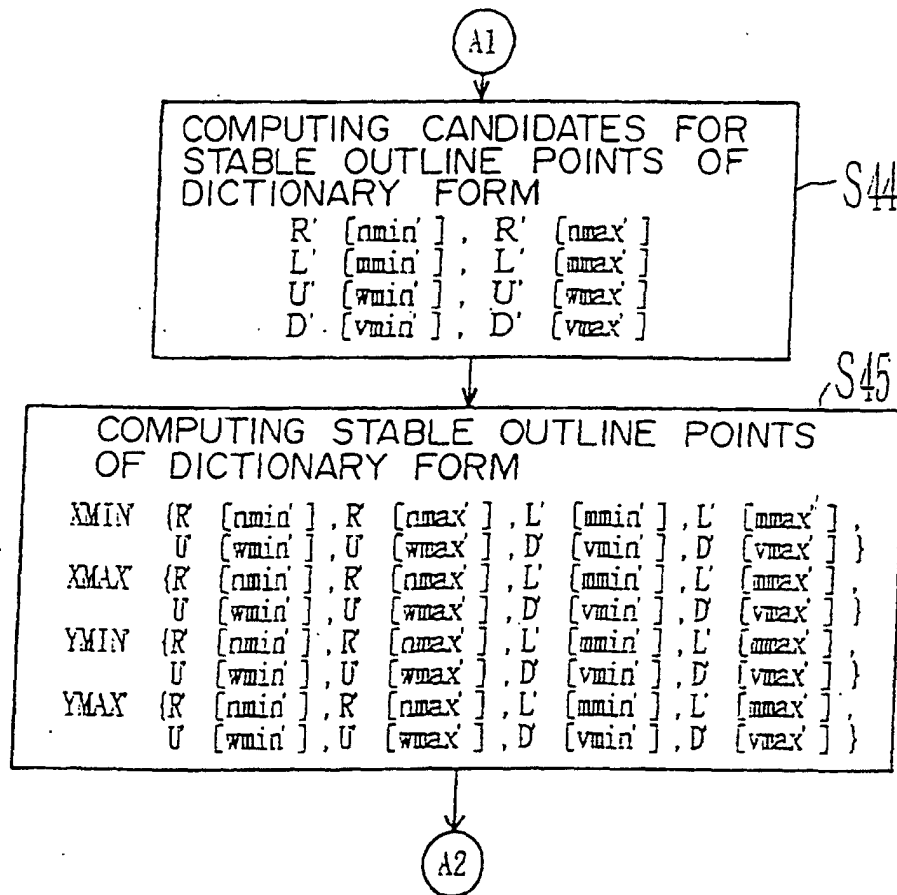 A1
COMPUTING CANDIDATES FOR
STABLE OUTLINE POINTS OF
DICTIONARY FORM
R' [nmin'], R' [nmax']
L' [mmin'], L' [mmax']
U' [wmin'], U' [wmax']
D' [vmin'], D' [vmax']
S44
S45
COMPUTING STABLE OUTLINE POINTS
OF DICTIONARY FORM
XMIN {R' [nmin'], R' [nmax'], L' [mmin'], L' [mmax'],
U' [wmin'], U' [wmax'], D' [vmin'], D' [vmax'] }
XMAX {R' [nmin'], R' [nmax'], L' [mmin'], L' [mmax'],
U' [wmin'], U' [wmax'], D' [vmin'], D' [vmax'] }
YMIN {R' [nmin'], R' [nmax'], L' [mmin'], L' [mmax'],
U' [wmin'], U' [wmax'], D' [vmin'], D' [vmax'] }
YMAX {R' [nmin'], R' [nmax'], L' [mmin'], L' [mmax'],
U' [wmin'], U' [wmax'], D' [vmin'], D' [vmax'] }
A2